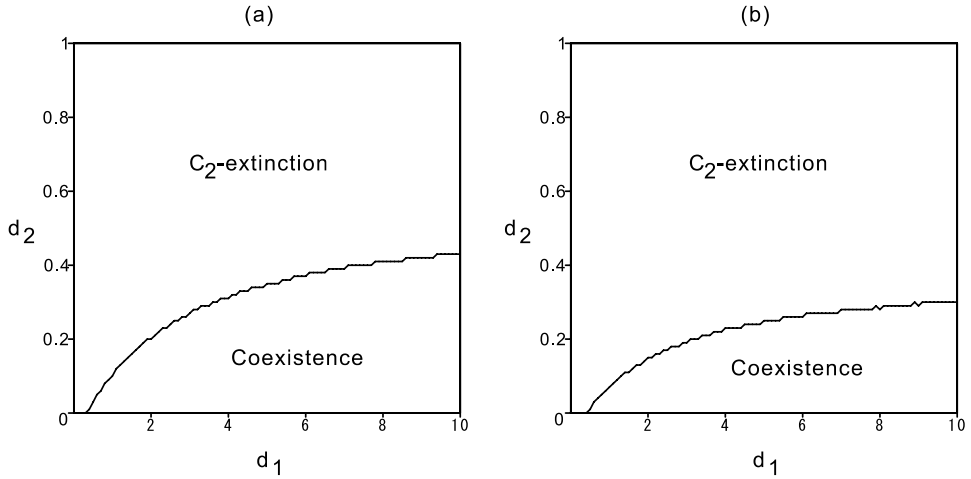 (a)
1
0.8
C2-extinction
0.6
d2
0.4
0.2
Coexistence
0
2 4 6 8 10
d1
(b)
1
0.8
C2-extinction
0.6
d2
0.4
0.2
Coexistence
0
2 4 6 8 10
d1